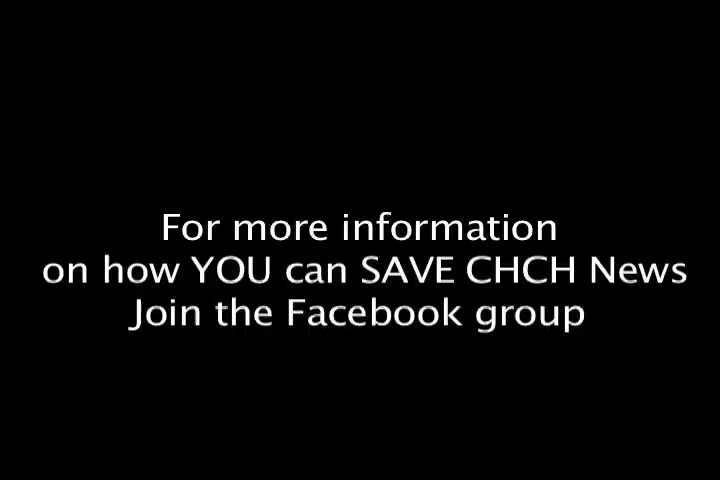 For more information
on how YOU can SAVE CHCH News
Join the Facebook group